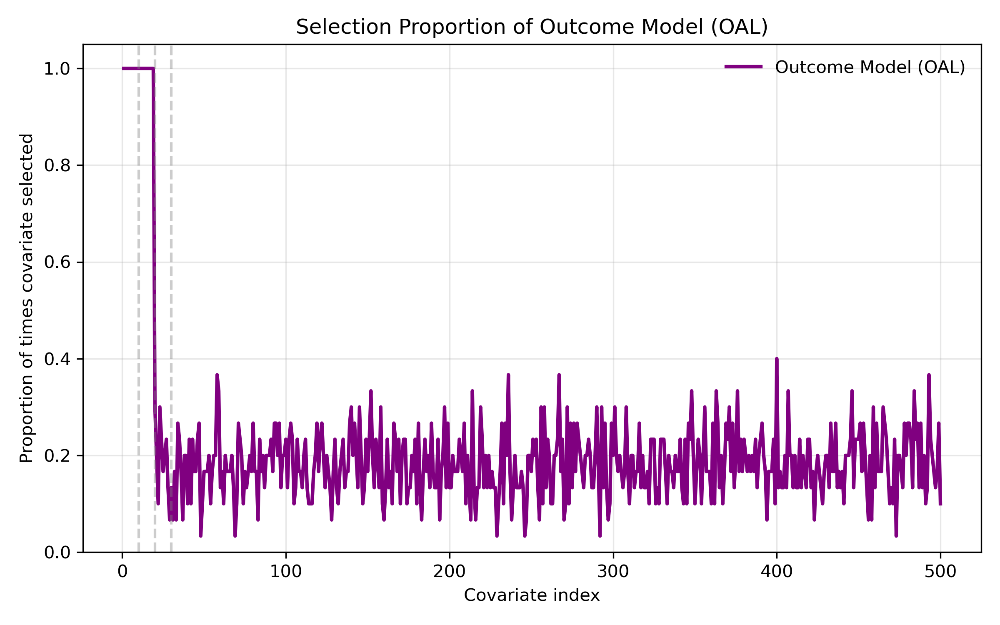 Selection Proportion of Outcome Model (OAL)
Outcome Model (OAL)
Proportion of times covariate selected
1.0
0.8
0.6
0.4
0.2
0.0
0 100 200 300 400 500
Covariate index